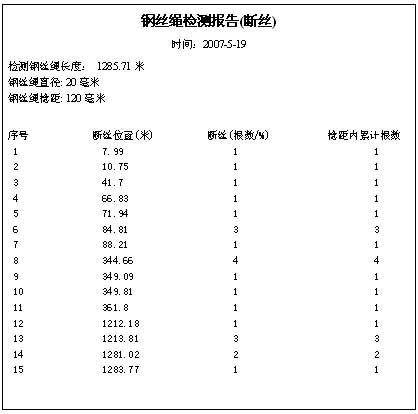 钢丝绳检测报告(断丝)
时间：2007-5-19
检测钢丝绳长度： 1285.71 米
钢丝绳直径: 20 毫米
钢丝绳捻距: 120 毫米
序号 断丝位置(米) 断丝(根数/%) 捻距内累计根数
1 7.99 1 1
2 10.75 1 1
3 41.7 1 1
4 66.83 1 1
5 71.94 1 1
6 84.81 3 3
7 88.21 1 1
8 344.66 4 4
9 349.09 1 1
10 349.81 1 1
11 361.8 1 1
12 1212.18 1 1
13 1213.81 3 3
14 1281.02 2 2
15 1283.77 1 1